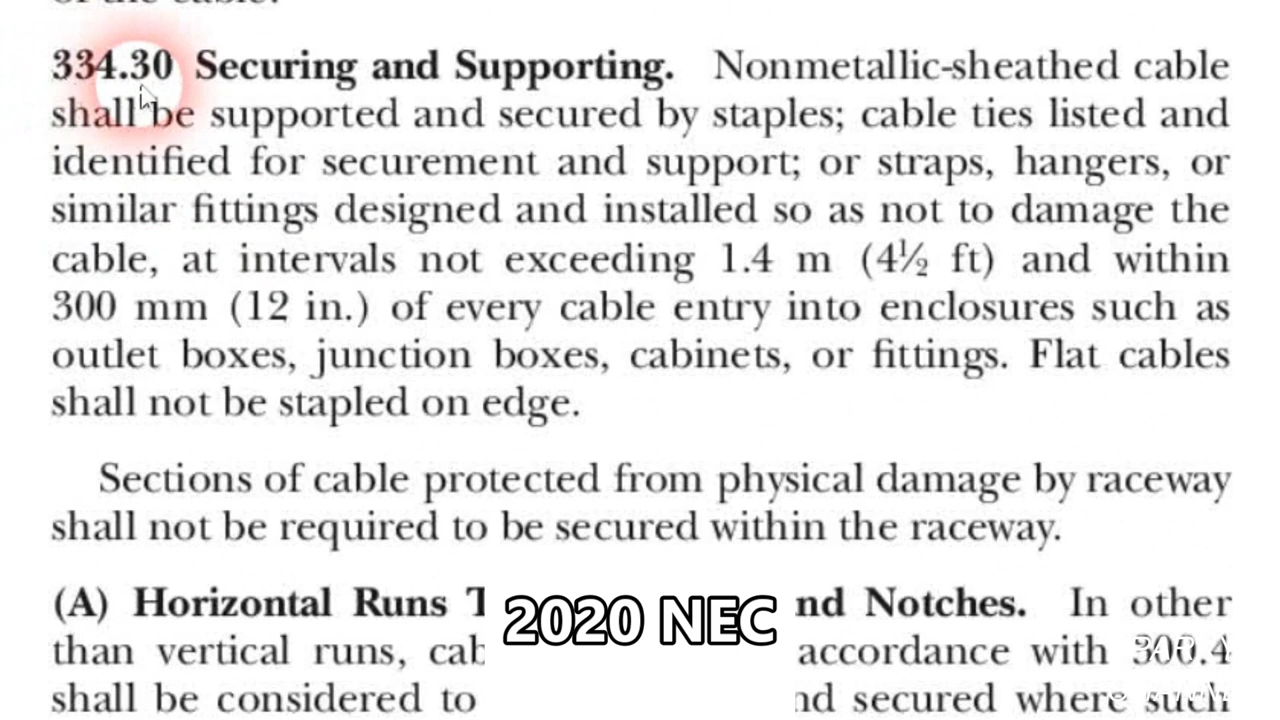 of the cable.
334.30 Securing and Supporting. Nonmetallic-sheathed cable
shall be supported and secured by staples; cable ties listed and
identified for securement and support; or straps, hangers, or
similar fittings designed and installed so as not to damage the
cable, at intervals not exceeding 1.4 m (4½ ft) and within
300 mm (12 in.) of every cable entry into enclosures such as
outlet boxes, junction boxes, cabinets, or fittings. Flat cables
shall not be stapled on edge.
Sections of cable protected from physical damage by raceway
shall not be required to be secured within the raceway.
(A) Horizontal Runs nd Notches. In other
2020 NEC
than vertical runs, accordance with 300.4
shall be considered to nd secured where such